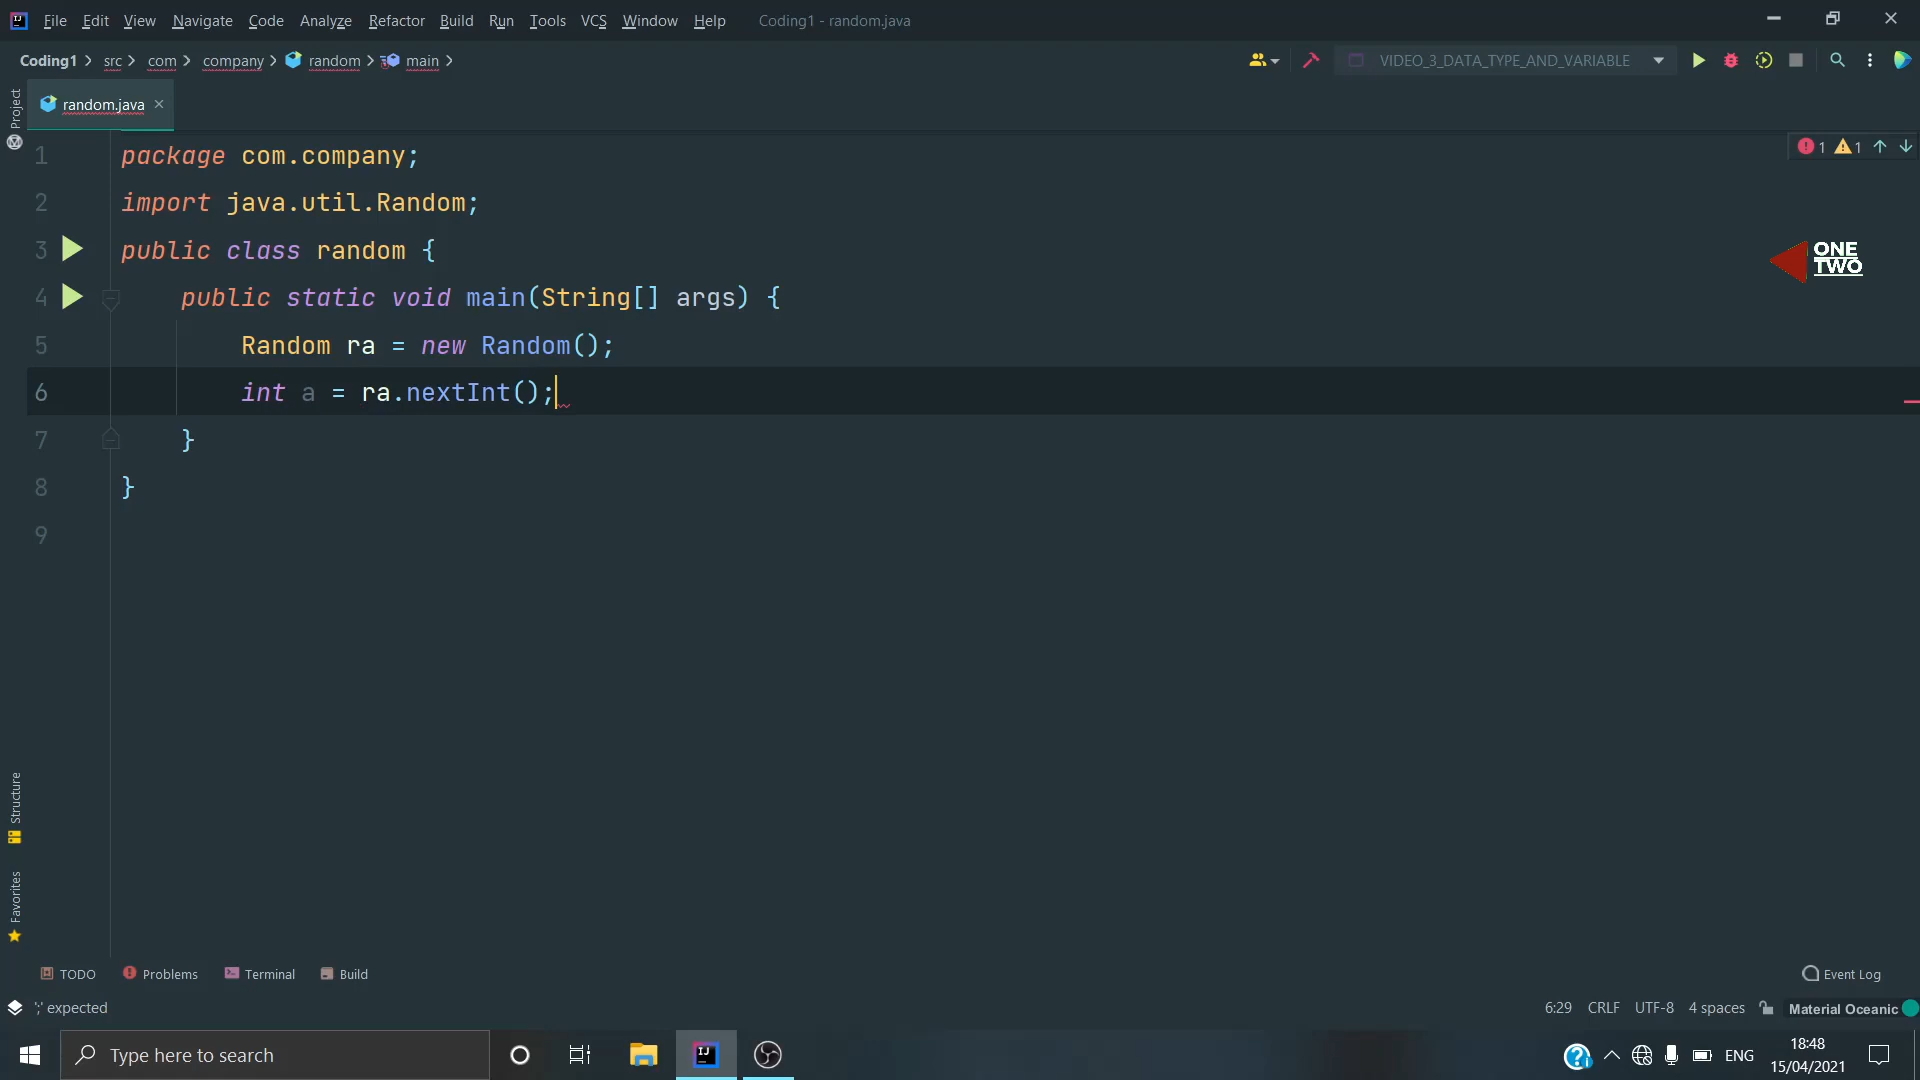 File Edit View Navigate Code Analyze Refactor Build Run Tools VCS Window Help Coding1 - random.java
Coding1 src com company random main VIDEO_3_DATA_TYPE_AND_VARIABLE
Project
random.java
1 1
1 package com.company;
2 import java.util.Random;
3 public class random {
4 public static void main(String[] args) {
5 Random ra = new Random();
6 int a = ra.nextInt();
7 }
8 }
9
ONE
TWO
Structure
Favorites
TODO Problems Terminal Build Event Log
';' expected 6:29 CRLF UTF-8 4 spaces Material Oceanic
Type here to search ENG 18:48
15/04/2021